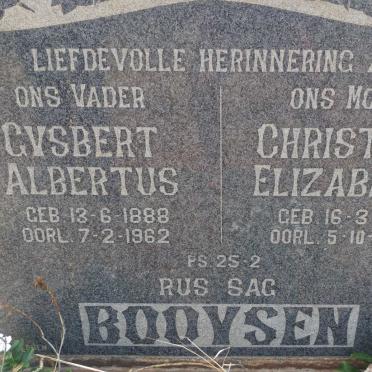 LIEFDEVOLLE HERINNERING A
ONS VADER
GYSBERT
ALBERTUS
GEB 13-6-1888
OORL. 7-2-1962
ONS MO
CHRIST
ELIZAB
GEB 16-3
OORL. 5-10-
PS. 25-2
RUS SAG
BOOYSEN